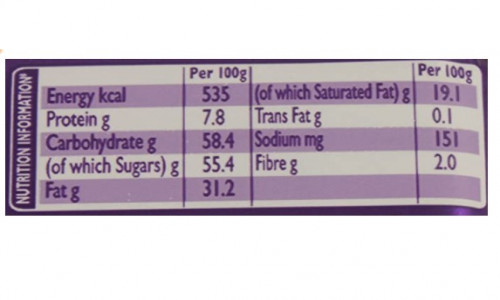 NUTRITION INFORMATION*
Per 100g
Energy kcal 535
Protein g 7.8
Carbohydrate g 58.4
(of which Sugars) g 55.4
Fat g 31.2
Per 100g
(of which Saturated Fat) g 19.1
Trans Fat g 0.1
Sodium mg 151
Fibre g 2.0